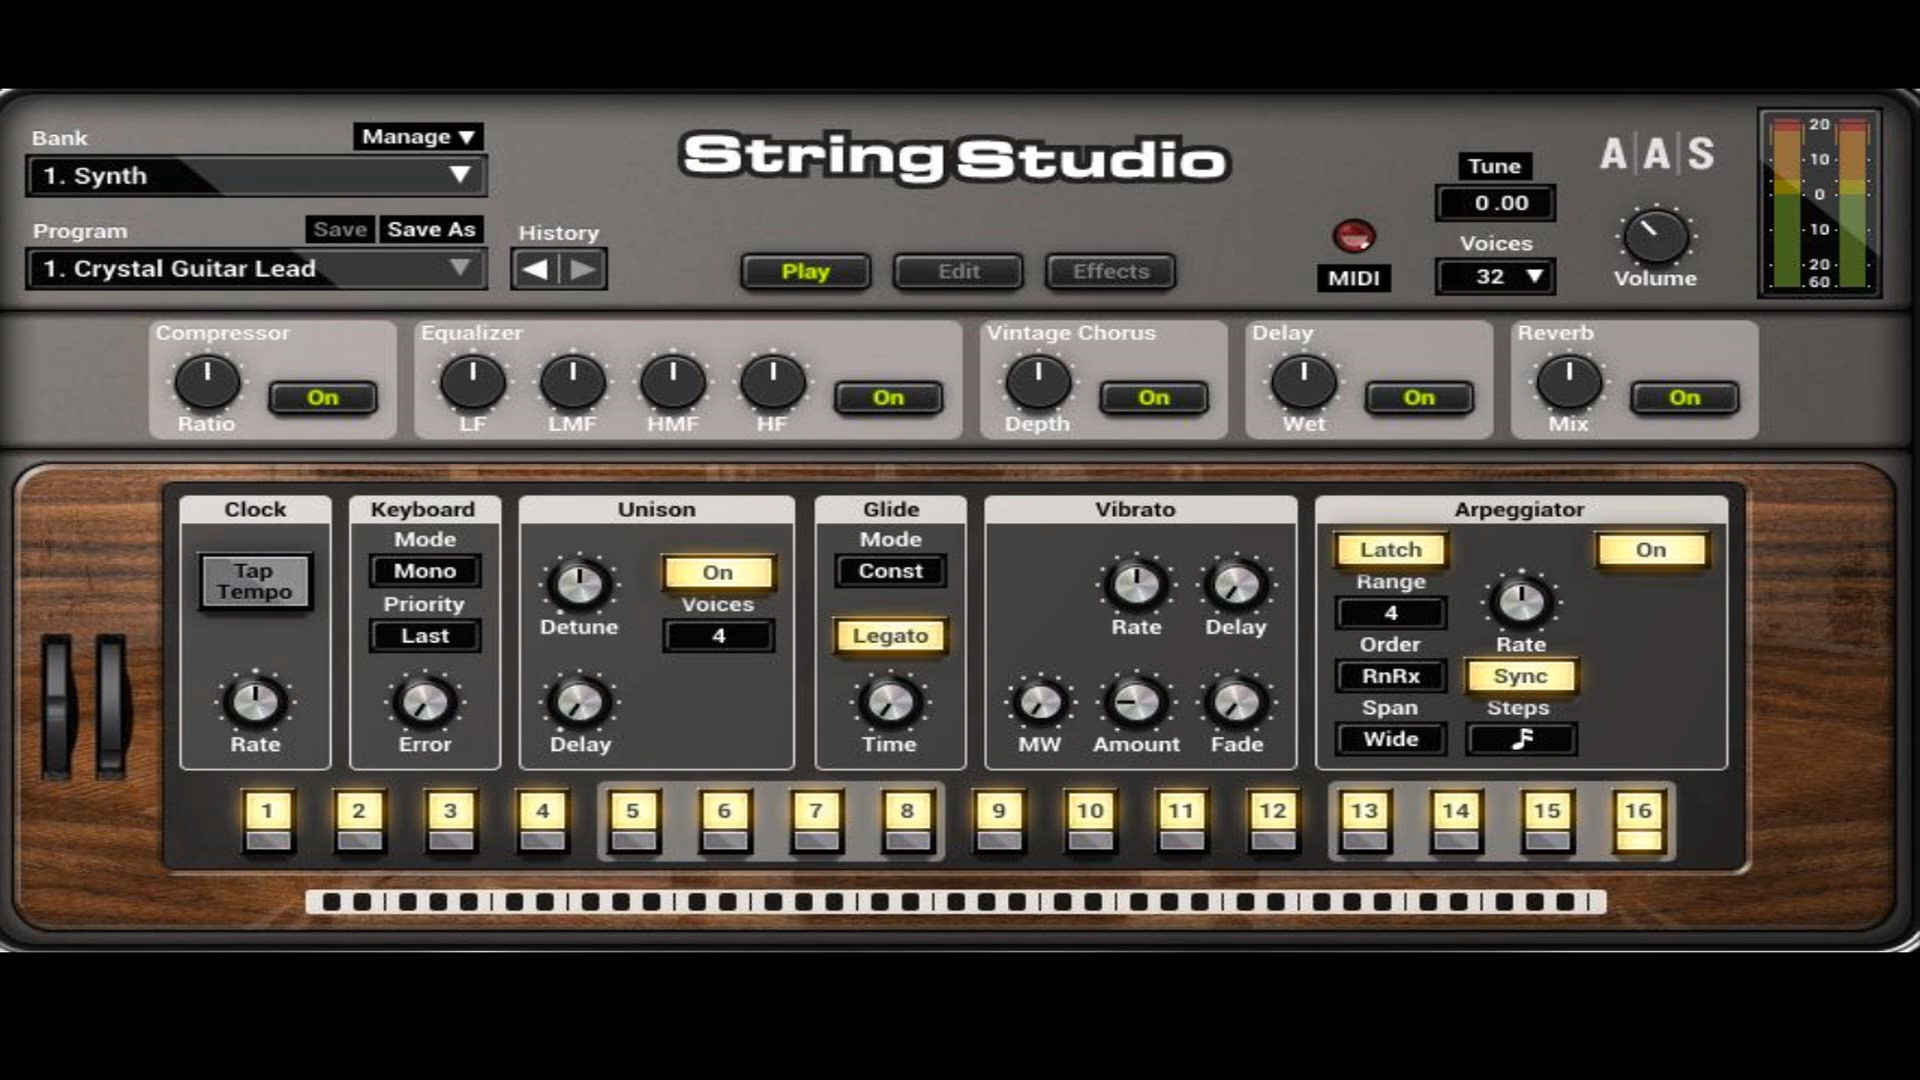 Bank
Manage
1. Synth
Program
Save
Save As
1. Crystal Guitar Lead
History
String Studio
Play
Edit
Effects
MIDI
Tune
0.00
Voices
32
A|A|S
Volume
20
10
0
10
20
60
Compressor
Ratio
On
Equalizer
LF
LMF
HMF
HF
On
Vintage Chorus
Depth
On
Delay
Wet
On
Reverb
Mix
On
Clock
Tap
Tempo
Rate
Keyboard
Mode
Mono
Priority
Last
Error
Unison
Detune
On
Voices
4
Delay
Glide
Mode
Const
Legato
Time
Vibrato
Rate
Delay
MW
Amount
Fade
Arpeggiator
Latch
On
Range
4
Rate
Order
RnRx
Sync
Span
Wide
Steps
1
2
3
4
5
6
7
8
9
10
11
12
13
14
15
16